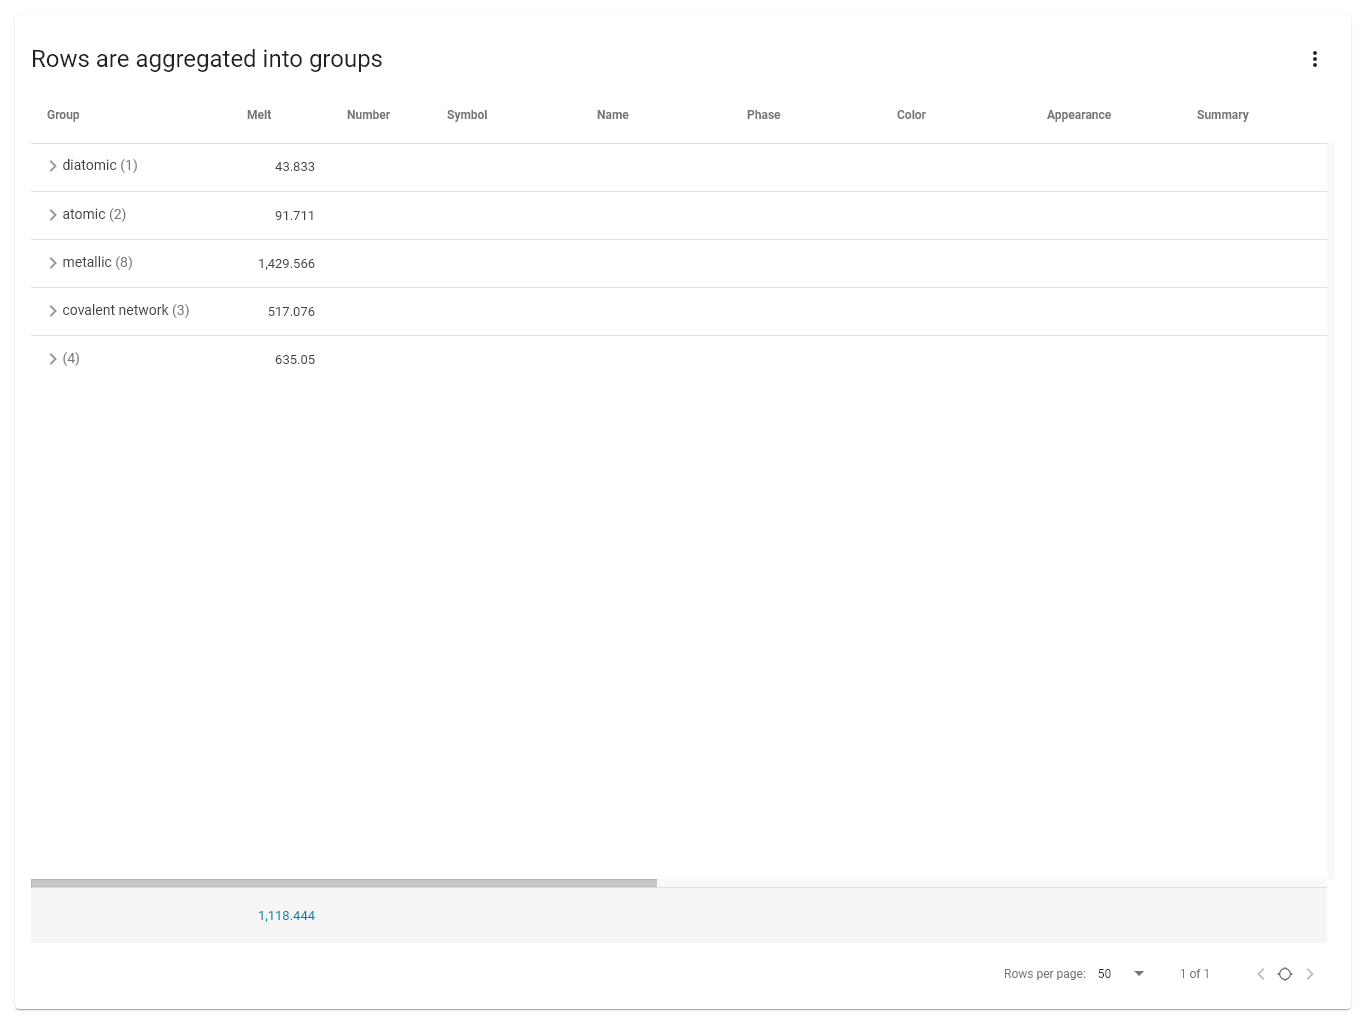 Rows are aggregated into groups
Group Melt Number Symbol Name Phase Color Appearance Summary
diatomic (1) 43.833
atomic (2) 91.711
metallic (8) 1,429.566
covalent network (3) 517.076
(4) 635.05
1,118.444
Rows per page: 50 1 of 1